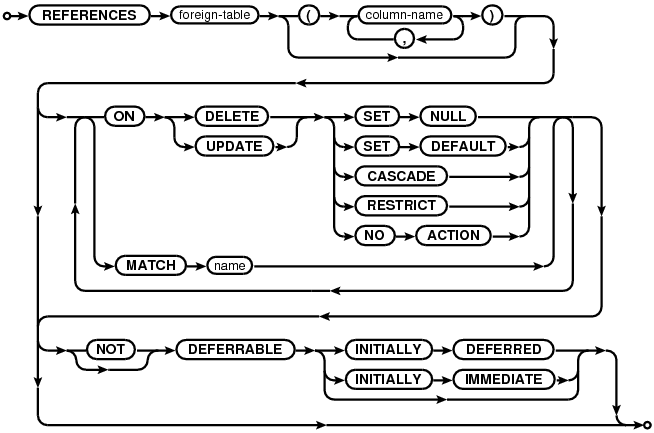 REFERENCES foreign-table ( column-name )
,
ON DELETE SET NULL
UPDATE SET DEFAULT
CASCADE
RESTRICT
NO ACTION
MATCH name
NOT DEFERRABLE INITIALLY DEFERRED
INITIALLY IMMEDIATE